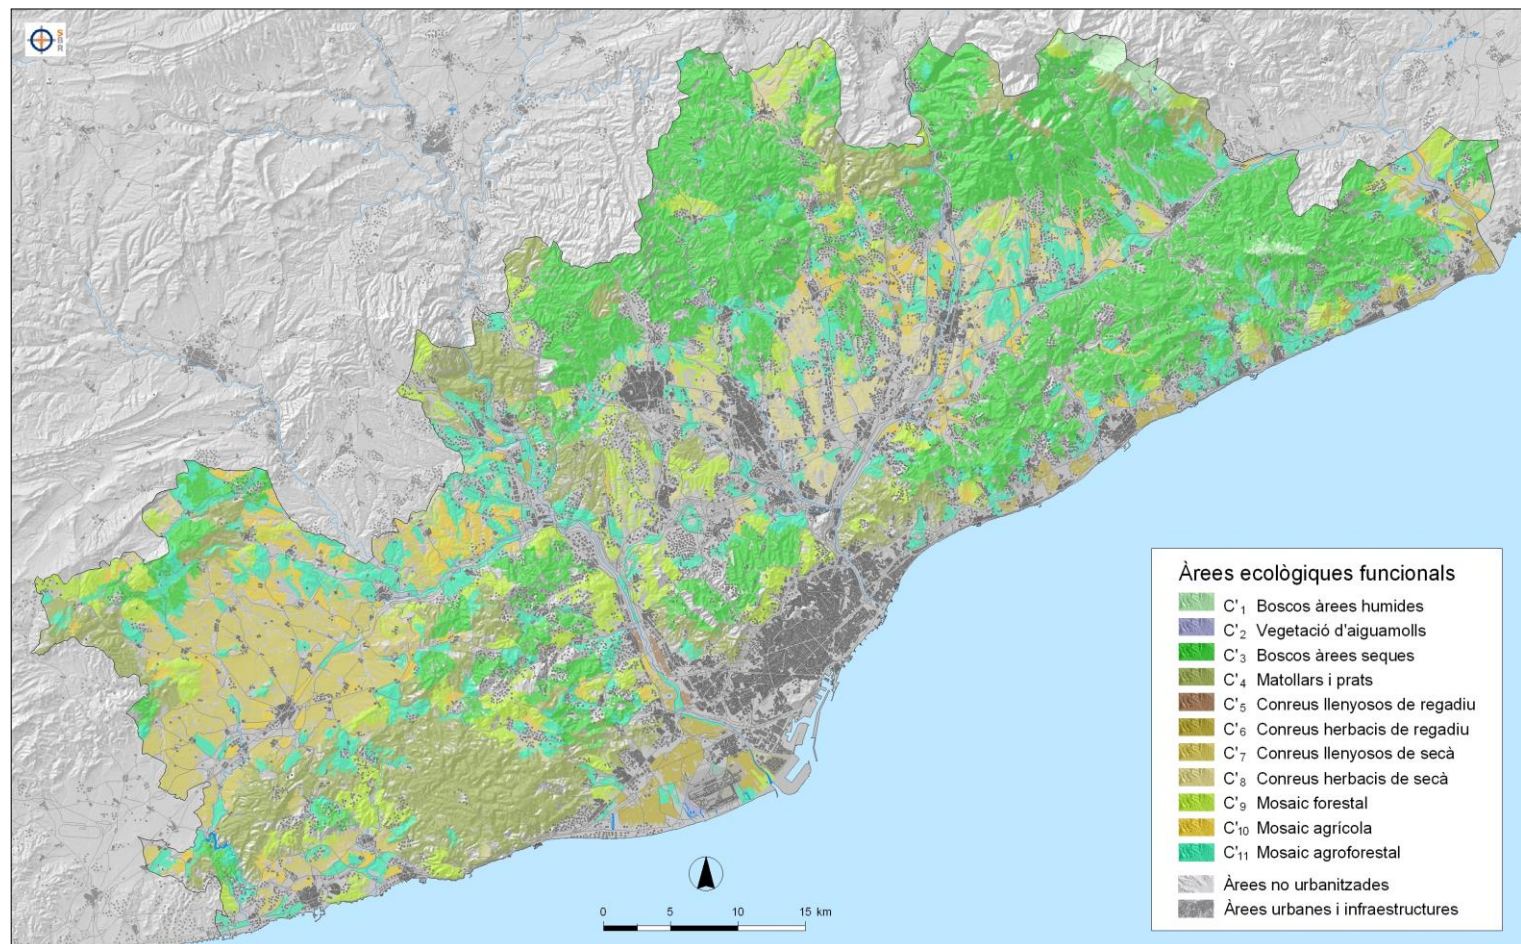 S
B
R
Àrees ecològiques funcionals
C'1 Boscos àrees humides
C'2 Vegetació d'aiguamolls
C'3 Boscos àrees seques
C'4 Matollars i prats
C'5 Conreus llenyosos de regadiu
C'6 Conreus herbacis de regadiu
C'7 Conreus llenyosos de secà
C'8 Conreus herbacis de secà
C'9 Mosaic forestal
C'10 Mosaic agrícola
C'11 Mosaic agroforestal
Àrees no urbanitzades
Àrees urbanes i infraestructures
0 5 10 15 km